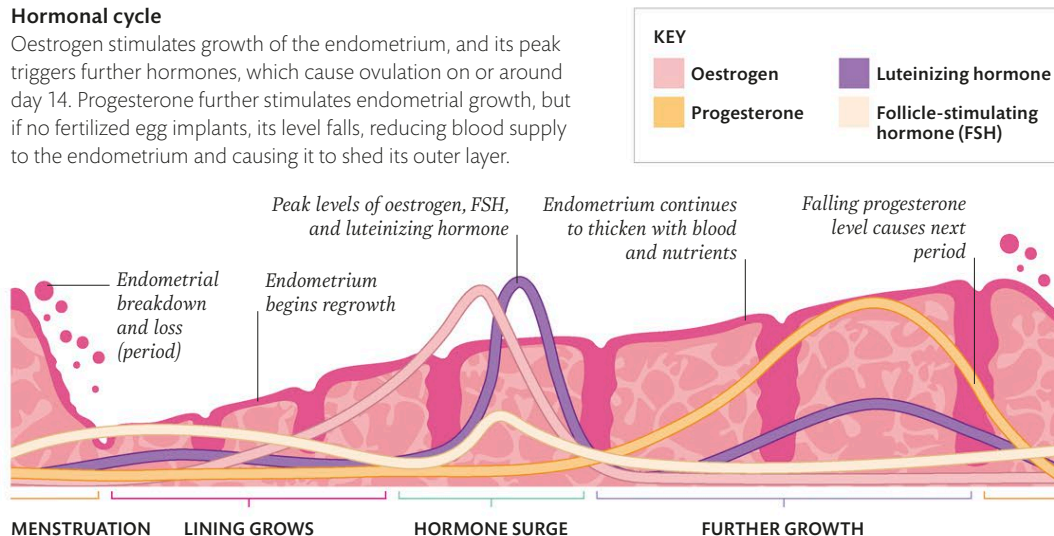 Hormonal cycle
Oestrogen stimulates growth of the endometrium, and its peak
triggers further hormones, which cause ovulation on or around
day 14. Progesterone further stimulates endometrial growth, but
if no fertilized egg implants, its level falls, reducing blood supply
to the endometrium and causing it to shed its outer layer.
KEY
Oestrogen
Progesterone
Luteinizing hormone
Follicle-stimulating
hormone (FSH)
Endometrial
breakdown
and loss
(period)
Endometrium
begins regrowth
Peak levels of oestrogen, FSH,
and luteinizing hormone
Endometrium continues
to thicken with blood
and nutrients
Falling progesterone
level causes next
period
MENSTRUATION
LINING GROWS
HORMONE SURGE
FURTHER GROWTH